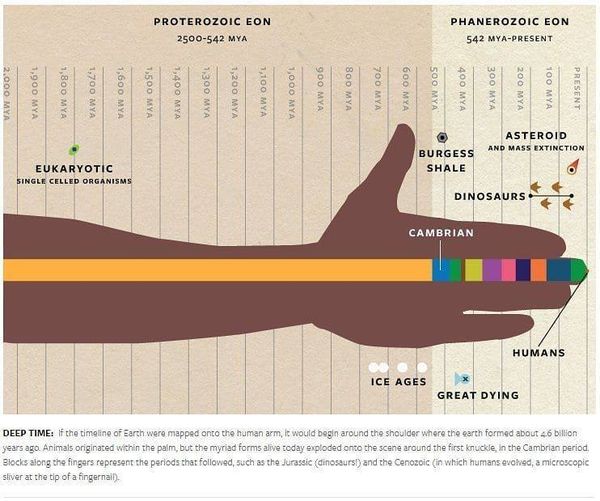 PROTEROZOIC EON
2500-542 MYA
PHANEROZOIC EON
542 MYA-PRESENT
2,000 MYA
1,900 MYA
1,800 MYA
1,700 MYA
1,600 MYA
1,500 MYA
1,400 MYA
1,300 MYA
1,200 MYA
1,100 MYA
1,000 MYA
900 MYA
800 MYA
700 MYA
600 MYA
500 MYA
400 MYA
300 MYA
200 MYA
100 MYA
PRESENT
EUKARYOTIC
SINGLE CELLED ORGANISMS
BURGESS
SHALE
ASTEROID
AND MASS EXTINCTION
DINOSAURS
CAMBRIAN
HUMANS
ICE AGES
GREAT DYING
DEEP TIME: If the timeline of Earth were mapped onto the human arm, it would begin around the shoulder where the earth formed about 4.6 billion
years ago. Animals originated within the palm, but the myriad forms alive today exploded onto the scene around the first knuckle, in the Cambrian period.
Blocks along the fingers represent the periods that followed, such as the Jurassic (dinosaurs!) and the Cenozoic (in which humans evolved, a microscopic
sliver at the tip of a fingernail).